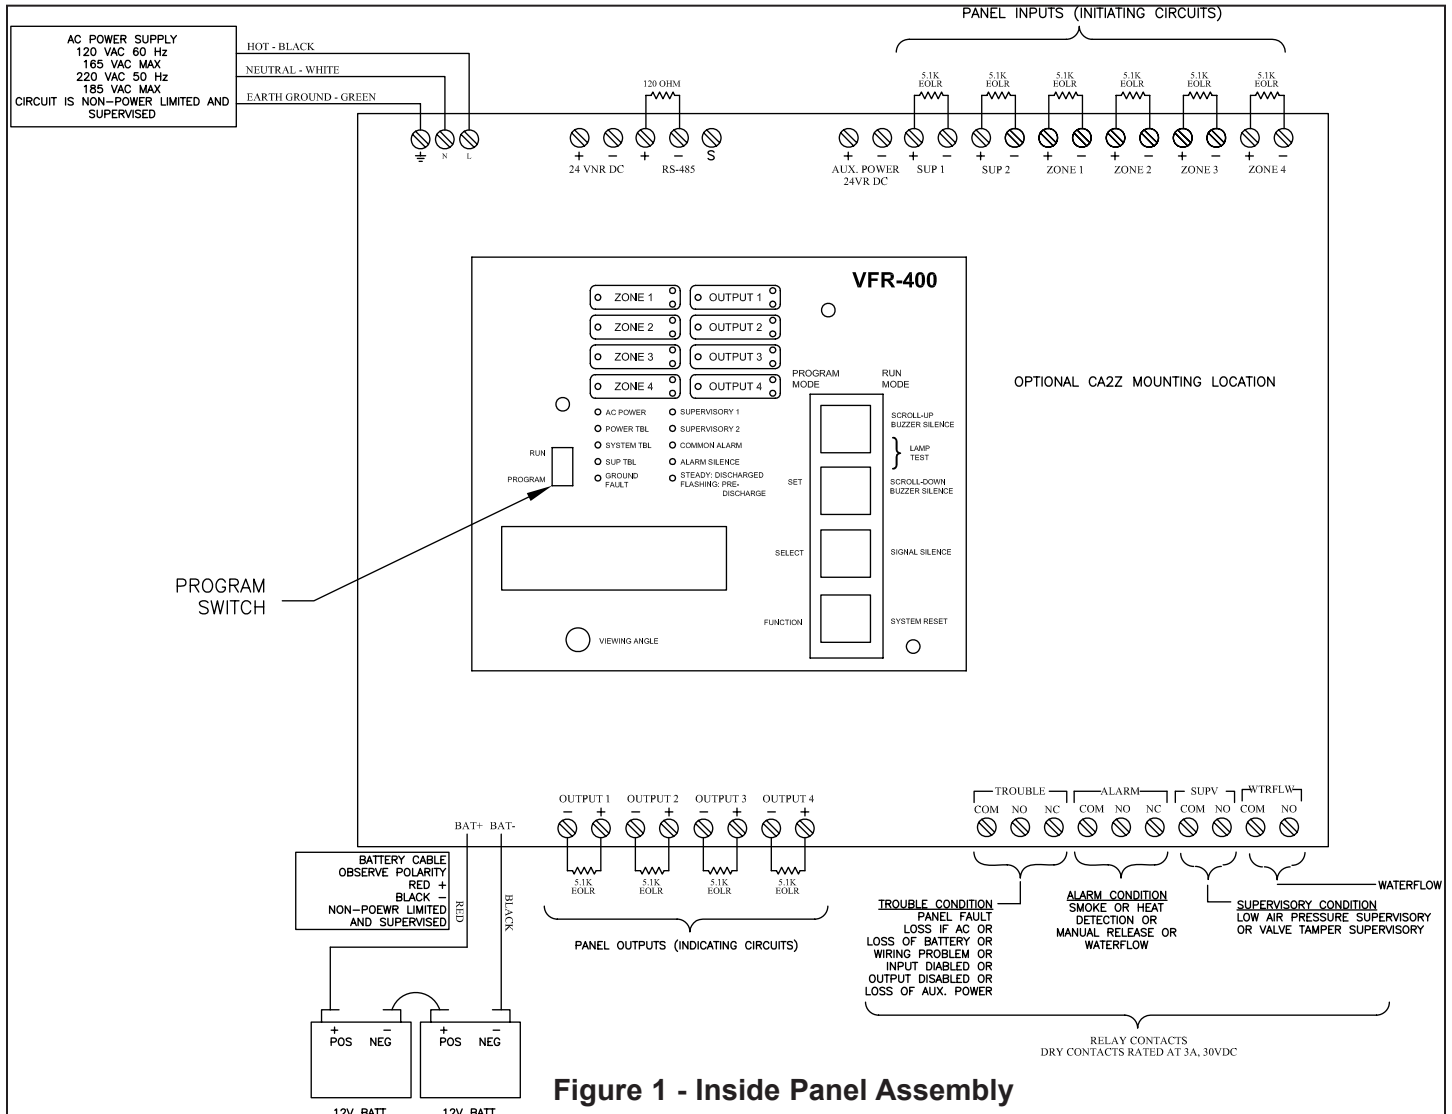 PANEL INPUTS (INITIATING CIRCUITS)
AC POWER SUPPLY
120 VAC 60 Hz
165 VAC MAX
220 VAC 50 Hz
185 VAC MAX
CIRCUIT IS NON-POWER LIMITED AND
SUPERVISED
HOT - BLACK
NEUTRAL - WHITE
EARTH GROUND - GREEN
120 OHM
5.1K
EOLR
5.1K
EOLR
5.1K
EOLR
5.1K
EOLR
5.1K
EOLR
5.1K
EOLR
N
L
+ −
24 VNR DC
+ − S
RS-485
+ −
AUX. POWER
24VR DC
+ −
SUP 1
+ −
SUP 2
+ −
ZONE 1
+ −
ZONE 2
+ −
ZONE 3
+ −
ZONE 4
VFR-400
ZONE 1
OUTPUT 1
ZONE 2
OUTPUT 2
ZONE 3
OUTPUT 3
ZONE 4
OUTPUT 4
AC POWER
POWER TBL
SYSTEM TBL
SUP TBL
GROUND
FAULT
SUPERVISORY 1
SUPERVISORY 2
COMMON ALARM
ALARM SILENCE
STEADY: DISCHARGED
FLASHING: PRE-
DISCHARGE
RUN
PROGRAM
PROGRAM
MODE
RUN
MODE
SCROLL-UP
BUZZER SILENCE
LAMP
TEST
SET
SCROLL-DOWN
BUZZER SILENCE
SELECT
SIGNAL SILENCE
FUNCTION
SYSTEM RESET
VIEWING ANGLE
OPTIONAL CA2Z MOUNTING LOCATION
PROGRAM
SWITCH
BAT+ BAT-
OUTPUT 1
− +
OUTPUT 2
− +
OUTPUT 3
− +
OUTPUT 4
− +
5.1K
EOLR
5.1K
EOLR
5.1K
EOLR
5.1K
EOLR
PANEL OUTPUTS (INDICATING CIRCUITS)
TROUBLE
COM NO NC
ALARM
COM NO NC
SUPV
COM NO
WTRFLW
COM NO
BATTERY CABLE
OBSERVE POLARITY
RED +
BLACK −
NON-POEWR LIMITED
AND SUPERVISED
RED
BLACK
TROUBLE CONDITION
PANEL FAULT
LOSS IF AC OR
LOSS OF BATTERY OR
WIRING PROBLEM OR
INPUT DIABLED OR
OUTPUT DISABLED OR
LOSS OF AUX. POWER
ALARM CONDITION
SMOKE OR HEAT
DETECTION OR
MANUAL RELEASE OR
WATERFLOW
WATERFLOW
SUPERVISORY CONDITION
LOW AIR PRESSURE SUPERVISORY
OR VALVE TAMPER SUPERVISORY
RELAY CONTACTS
DRY CONTACTS RATED AT 3A, 30VDC
+ −
POS NEG
+ −
POS NEG
12V BATT
12V BATT
Figure 1 - Inside Panel Assembly